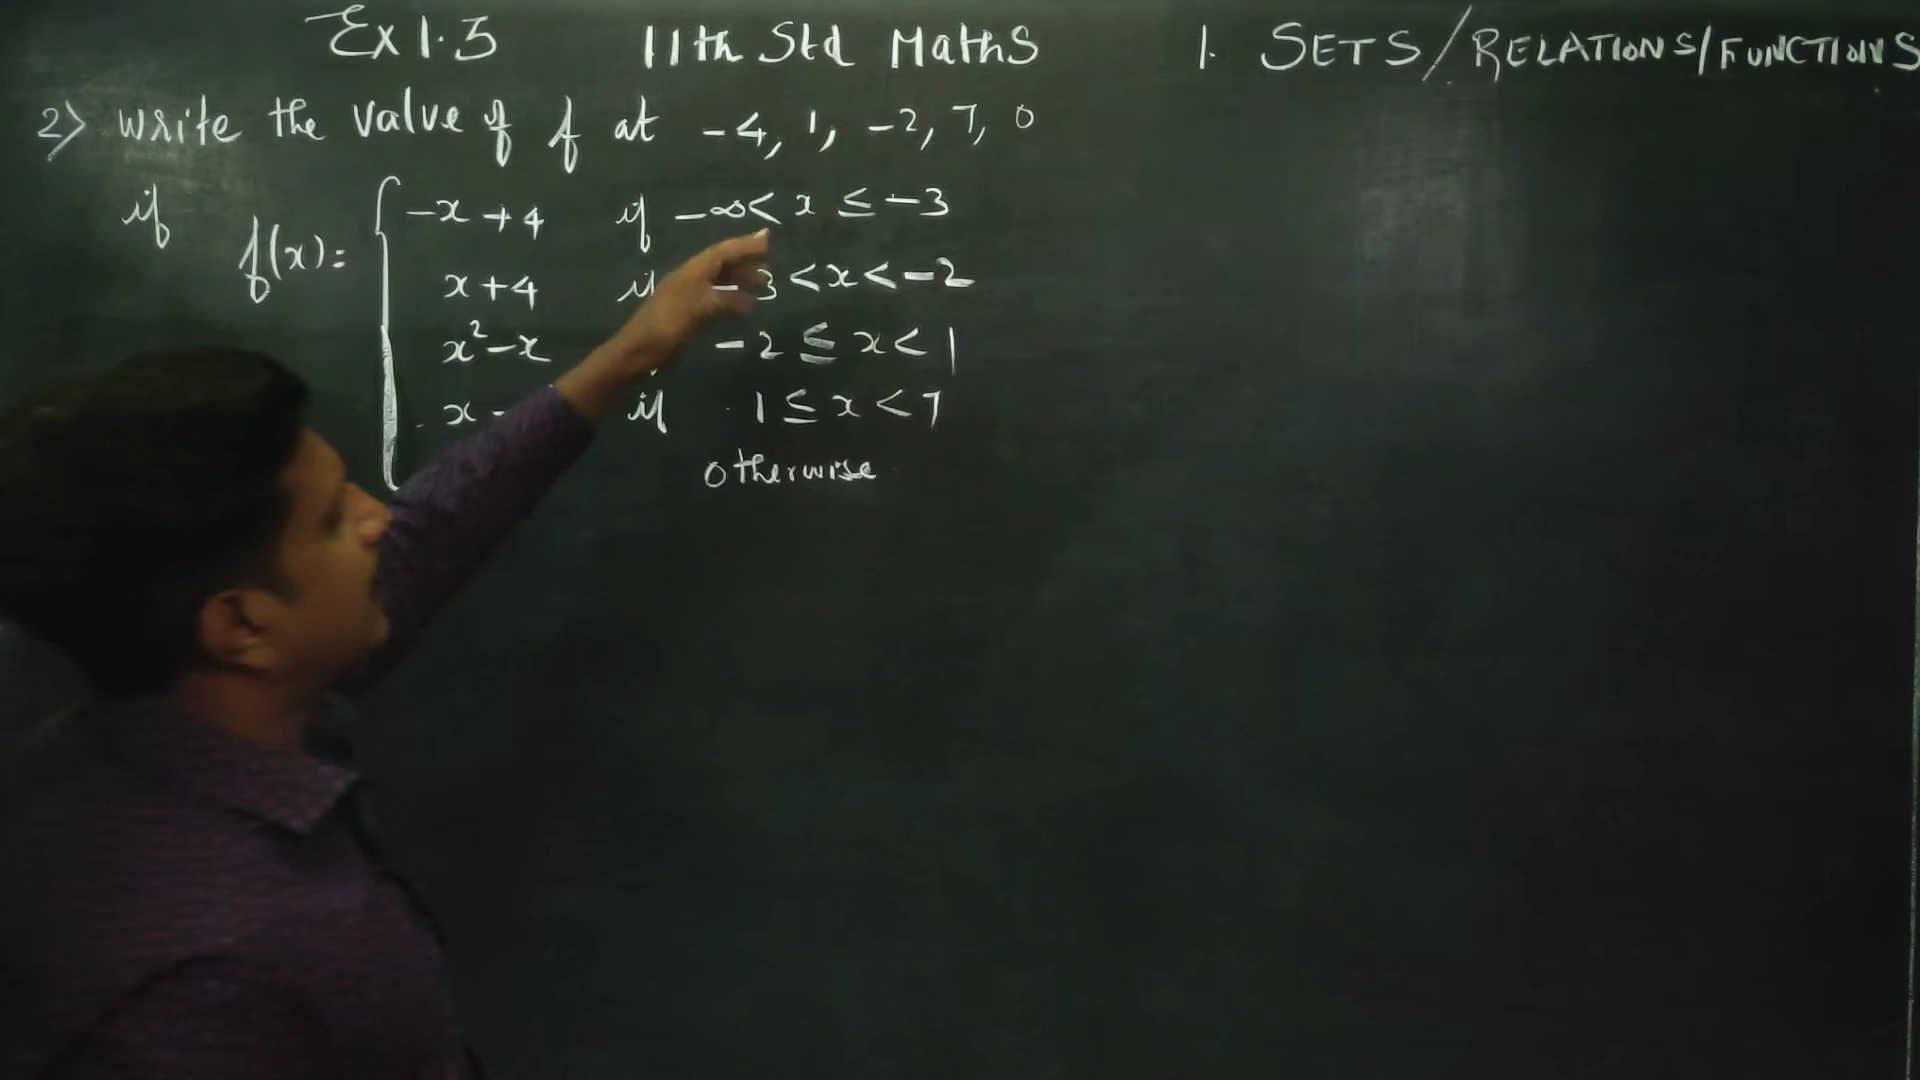 Ex 1.3 11th Std Maths 1. SETS/RELATIONS/FUNCTIONS
2) write the value of f at -4, 1, -2, 7, 0
if f(x)=
-x+4 if -∞< x ≤ -3
x+4 if -3 <x< -2
x²-x -2 ≤ x< 1
x - if 1 ≤ x < 7
otherwise